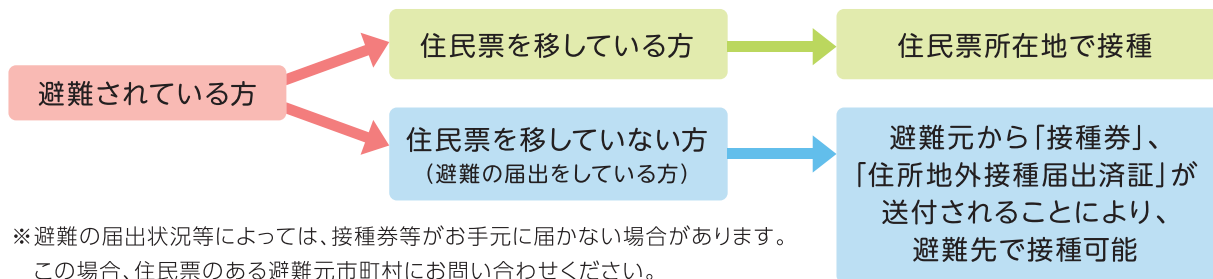 避難されている方
住民票を移している方
住民票所在地で接種
住民票を移していない方
（避難の届出をしている方）
避難元から「接種券」、
「住所地外接種届出済証」が
送付されることにより、
避難先で接種可能
※避難の届出状況等によっては、接種券等がお手元に届かない場合があります。
この場合、住民票のある避難元市町村にお問い合わせください。